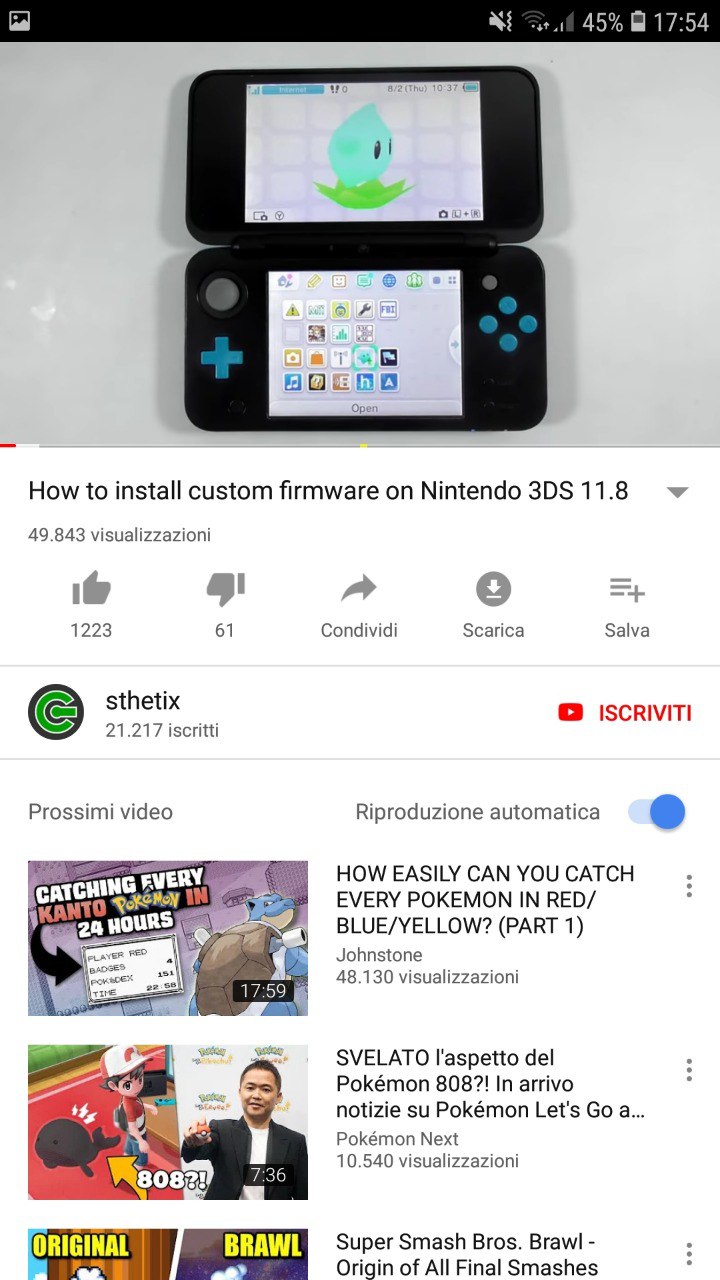 45% 17:54
Internet 0 8/2 (Thu) 10:37
Y L + R
FBI
Open
How to install custom firmware on Nintendo 3DS 11.8
49.843 visualizzazioni
1223 61 Condividi Scarica Salva
sthetix
21.217 iscritti
ISCRIVITI
Prossimi video Riproduzione automatica
CATCHING EVERY
KANTO Pokémon IN
24 HOURS
PLAYER RED
BADGES 4
POKéDEX 151
TIME 22:58
17:59
HOW EASILY CAN YOU CATCH
EVERY POKEMON IN RED/
BLUE/YELLOW? (PART 1)
Johnstone
48.130 visualizzazioni
808?!
7:36
SVELATO l'aspetto del
Pokémon 808?! In arrivo
notizie su Pokémon Let's Go a...
Pokémon Next
10.540 visualizzazioni
ORIGINAL BRAWL
Super Smash Bros. Brawl -
Origin of All Final Smashes